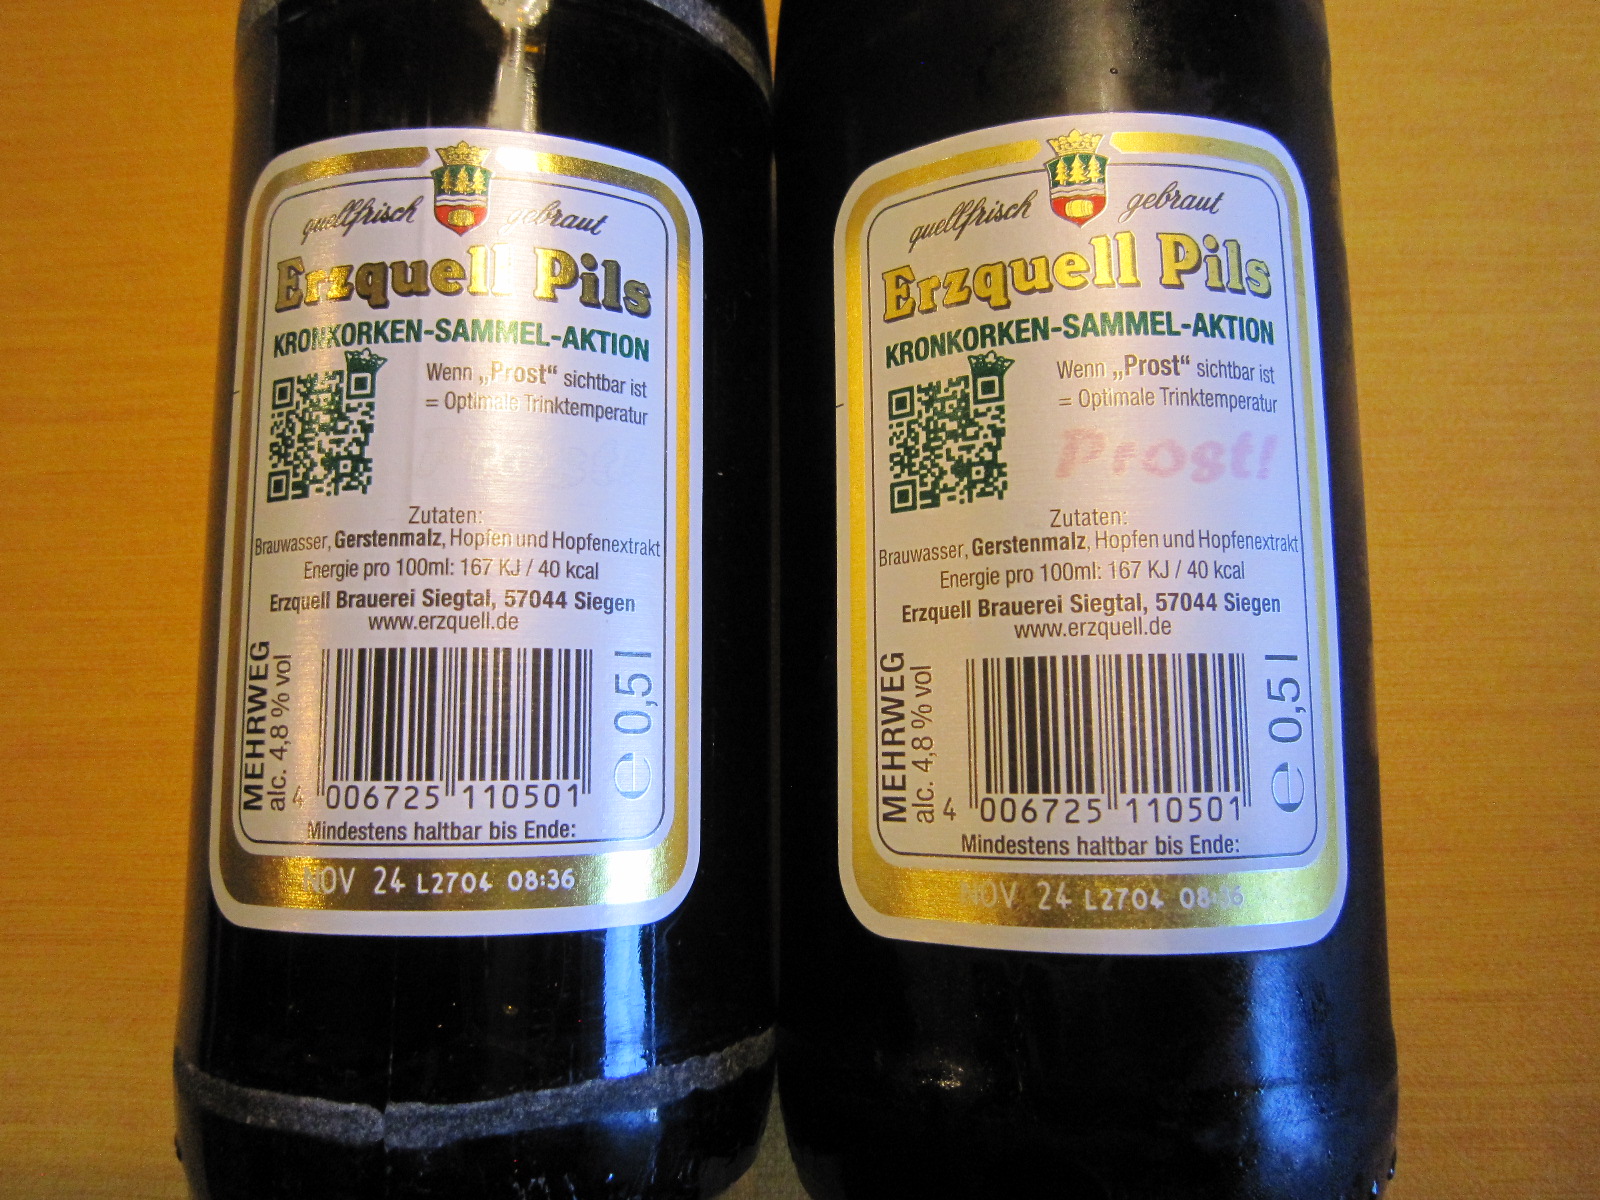 quellfrisch gebraut
Erzquell Pils
KRONKORKEN-SAMMEL-AKTION
Wenn „Prost“ sichtbar ist
= Optimale Trinktemperatur
Zutaten:
Brauwasser, Gerstenmalz, Hopfen und Hopfenextrakt
Energie pro 100ml: 167 KJ / 40 kcal
Erzquell Brauerei Siegtal, 57044 Siegen
www.erzquell.de
MEHRWEG
alc. 4,8 % vol
4 006725 110501
e 0,5 l
Mindestens haltbar bis Ende:
NOV 24 L2704 08:36
quellfrisch gebraut
Erzquell Pils
KRONKORKEN-SAMMEL-AKTION
Wenn „Prost“ sichtbar ist
= Optimale Trinktemperatur
Prost!
Zutaten:
Brauwasser, Gerstenmalz, Hopfen und Hopfenextrakt
Energie pro 100ml: 167 KJ / 40 kcal
Erzquell Brauerei Siegtal, 57044 Siegen
www.erzquell.de
MEHRWEG
alc. 4,8 % vol
4 006725 110501
e 0,5 l
Mindestens haltbar bis Ende:
NOV 24 L2704 08:36